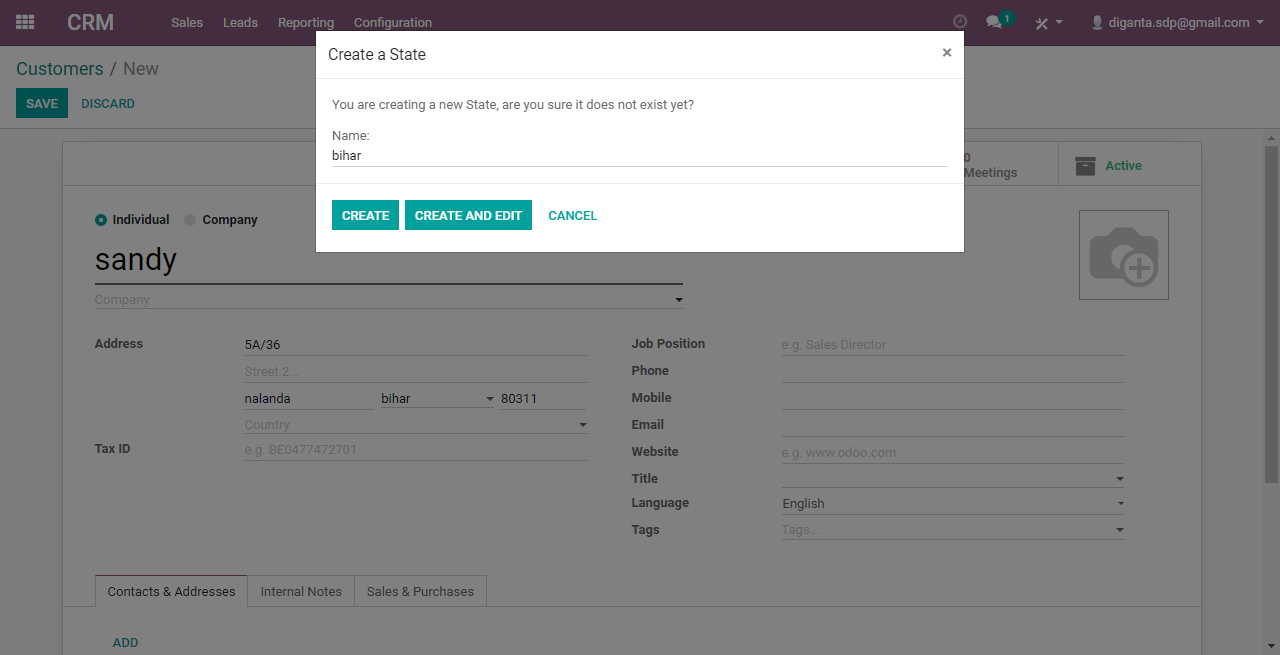 CRM Sales Leads Reporting Configuration 1 diganta.sdp@gmail.com
Create a State ×
Customers / New
SAVE DISCARD
You are creating a new State, are you sure it does not exist yet?
Name:
bihar
CREATE CREATE AND EDIT CANCEL
0
Meetings
Active
Individual Company
sandy
Company
Address 5A/36
Street 2...
nalanda bihar 80311
Country
Tax ID e.g. BE0477472701
Job Position e.g. Sales Director
Phone
Mobile
Email
Website e.g. www.odoo.com
Title
Language English
Tags Tags...
Contacts & Addresses Internal Notes Sales & Purchases
ADD